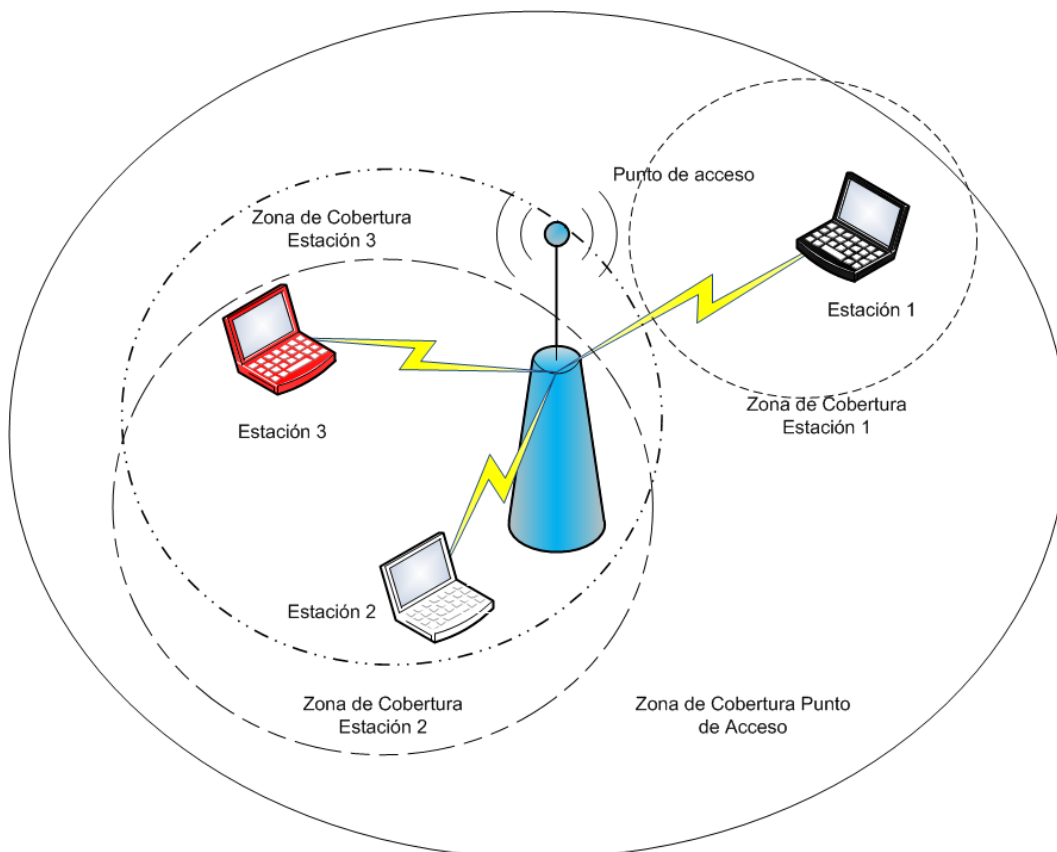 Punto de acceso
Zona de Cobertura
Estación 3
Estación 1
Zona de Cobertura
Estación 1
Estación 3
Estación 2
Zona de Cobertura
Estación 2
Zona de Cobertura Punto
de Acceso